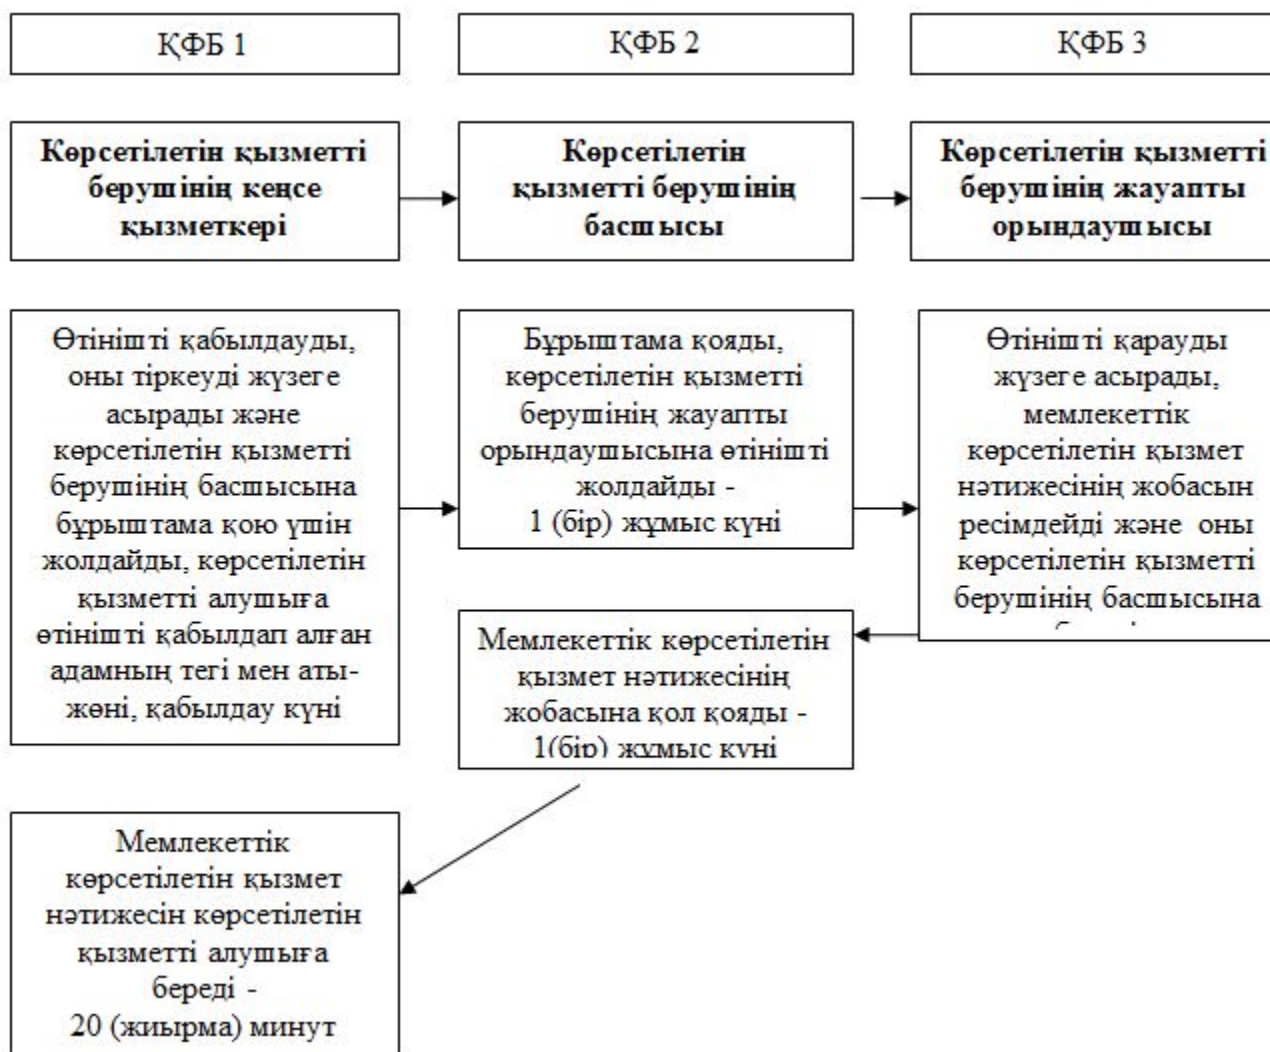 ҚФБ 1
ҚФБ 2
ҚФБ 3
Көрсетілетін қызметті
берушінің кеңсе
қызметкері
Көрсетілетін
қызметті берушінің
басшысы
Көрсетілетін қызметті
берушінің жауапты
орындаушысы
Өтінішті қабылдауды,
оны тіркеуді жүзеге
асырады және
көрсетілетін қызметті
берушінің басшысына
бұрыштама қою үшін
жолдайды, көрсетілетін
қызметті алушыға
өтінішті қабылдап алған
адамның тегі мен аты-
жөні, қабылдау күні
Бұрыштама қояды,
көрсетілетін қызметті
берушінің жауапты
орындаушысына өтінішті
жолдайды -
1 (бір) жұмыс күні
Өтінішті қарауды
жүзеге асырады,
мемлекеттік
көрсетілетін қызмет
нәтижесінің жобасын
ресімдейді және оны
көрсетілетін қызметті
берушінің басшысына
Мемлекеттік көрсетілетін
қызмет нәтижесінің
жобасына қол қояды -
1(бір) жұмыс күні
Мемлекеттік
көрсетілетін қызмет
нәтижесін көрсетілетін
қызметті алушыға
береді -
20 (жиырма) минут